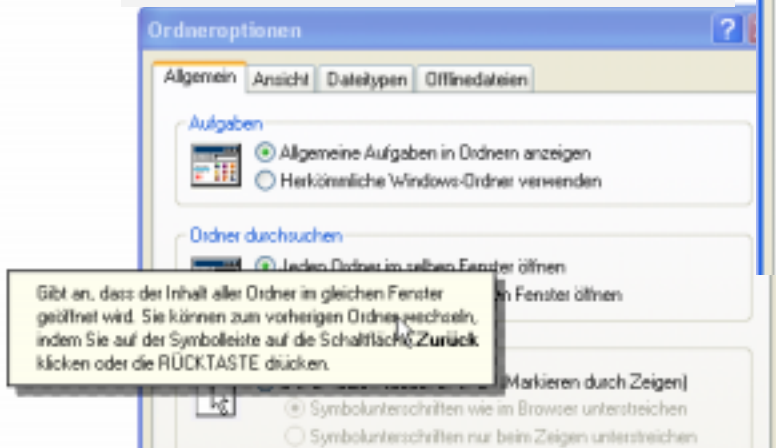 Ordneroptionen
Allgemein Ansicht Dateitypen Offlinedateien
Aufgaben
Allgemeine Aufgaben in Ordnern anzeigen
Herkömmliche Windows-Ordner verwenden
Ordner durchsuchen
Jeden Ordner im selben Fenster öffnen
Fenster öffnen
Gibt an, dass der Inhalt aller Ordner im gleichen Fenster
geöffnet wird. Sie können zum vorherigen Ordner wechseln,
indem Sie auf der Symbolleiste auf die Schaltfläche Zurück
klicken oder die RÜCKTASTE drücken.
(Markieren durch Zeigen)
Symbolunterschriften wie im Browser unterstreichen
Symbolunterschriften nur beim Zeigen unterstreichen